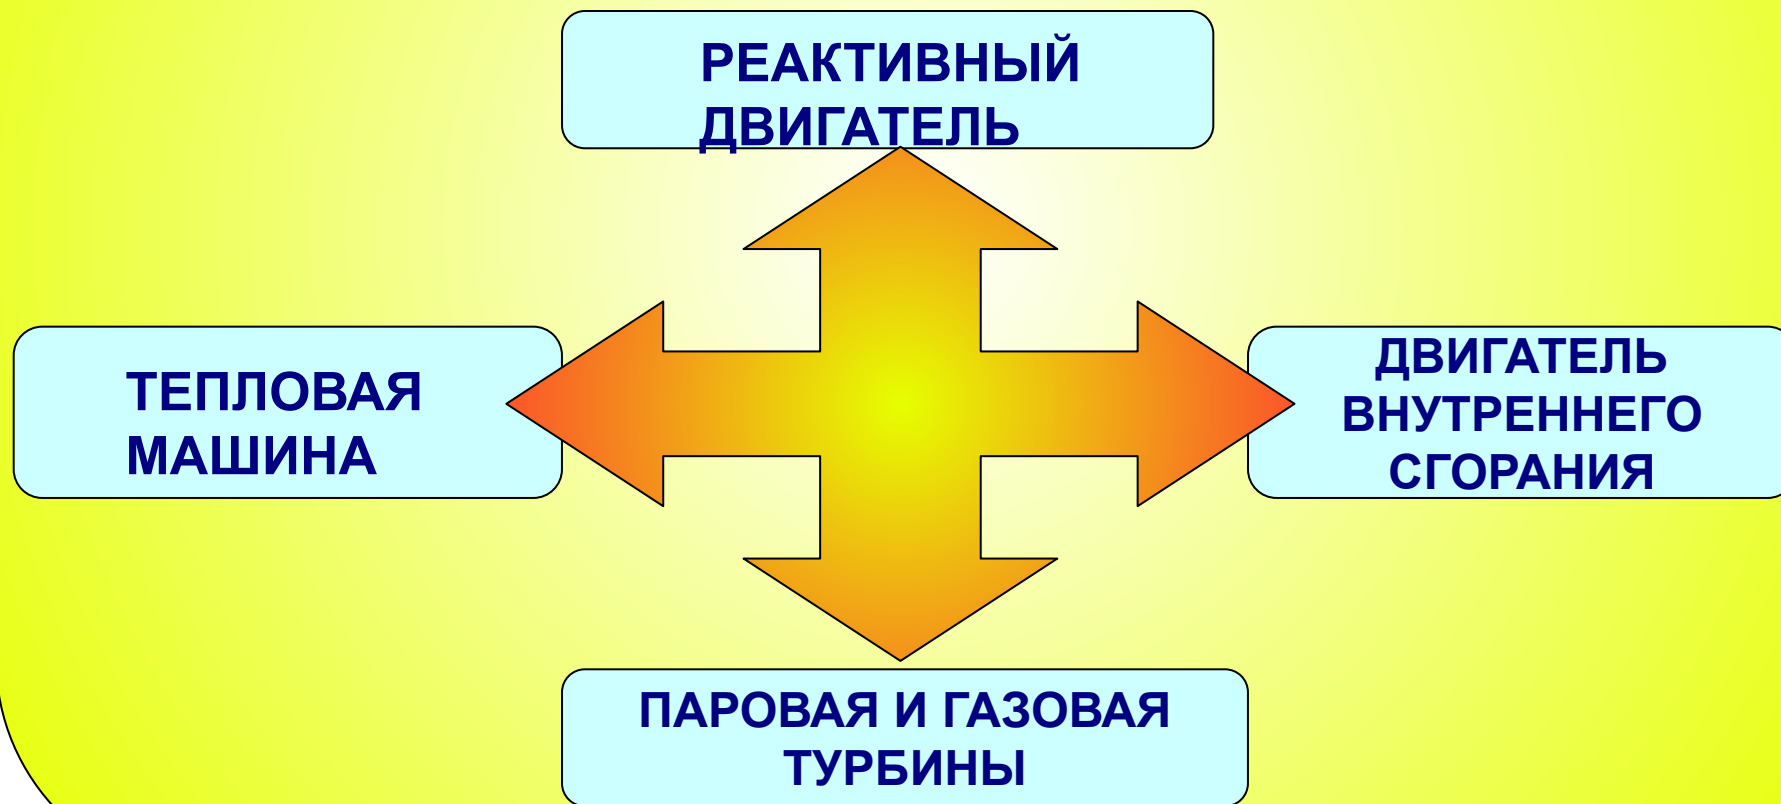 РЕАКТИВНЫЙ
ДВИГАТЕЛЬ
ТЕПЛОВАЯ
МАШИНА
ДВИГАТЕЛЬ
ВНУТРЕННЕГО
СГОРАНИЯ
ПАРОВАЯ И ГАЗОВАЯ
ТУРБИНЫ